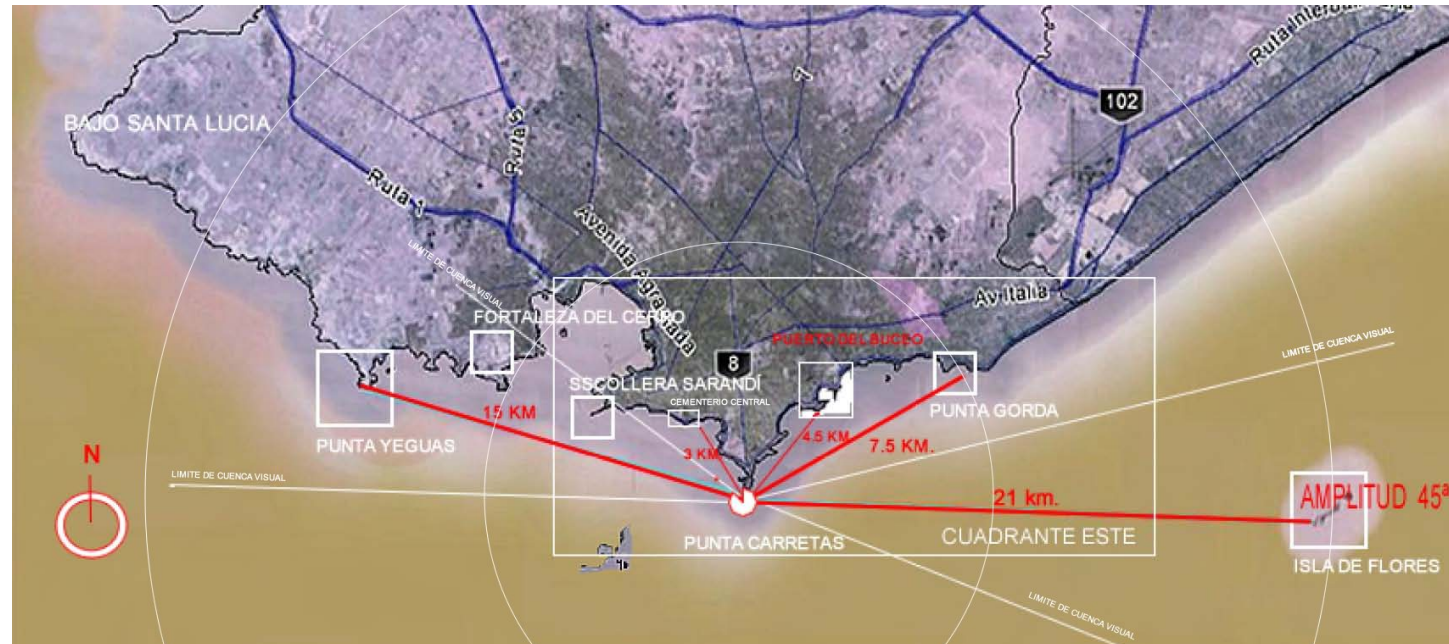 Ruta Interbalnearia
102
7
BAJO SANTA LUCIA
Ruta 5
Ruta 1
Avenida Agraciada
LIMITE DE CUENCA VISUAL
Av Italia
FORTALEZA DEL CERRO
PUERTO DEL BUCEO
LIMITE DE CUENCA VISUAL
8
SSCOLLERA SARANDÍ
CEMENTERIO CENTRAL
15 KM
PUNTA GORDA
PUNTA YEGUAS
4.5 KM
7.5 KM.
3 KM
N
LIMITE DE CUENCA VISUAL
21 km.
AMPLITUD 45ª
PUNTA CARRETAS
CUADRANTE ESTE
ISLA DE FLORES
LIMITE DE CUENCA VISUAL